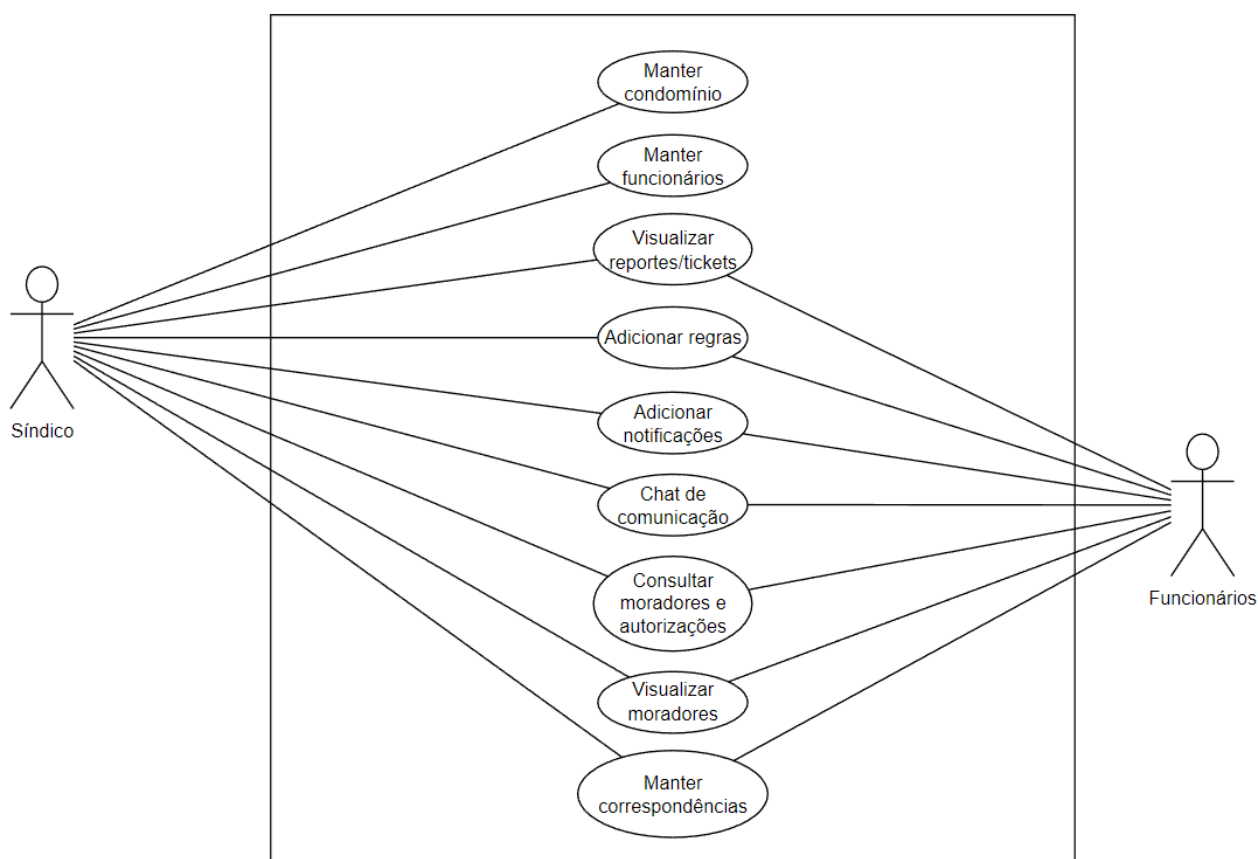 Manter
condomínio
Manter
funcionários
Visualizar
reportes/tickets
Adicionar regras
Adicionar
notificações
Síndico
Chat de
comunicação
Consultar
moradores e
autorizações
Funcionários
Visualizar
moradores
Manter
correspondências